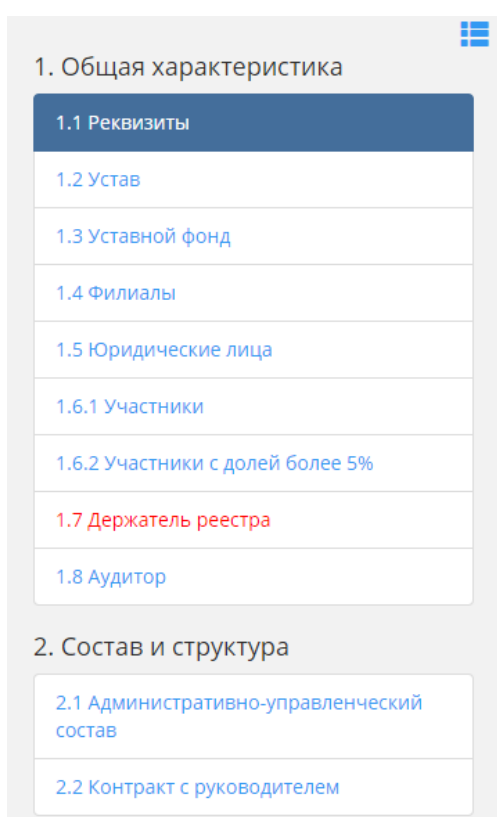 1. Общая характеристика
1.1 Реквизиты
1.2 Устав
1.3 Уставной фонд
1.4 Филиалы
1.5 Юридические лица
1.6.1 Участники
1.6.2 Участники с долей более 5%
1.7 Держатель реестра
1.8 Аудитор
2. Состав и структура
2.1 Административно-управленческий
состав
2.2 Контракт с руководителем